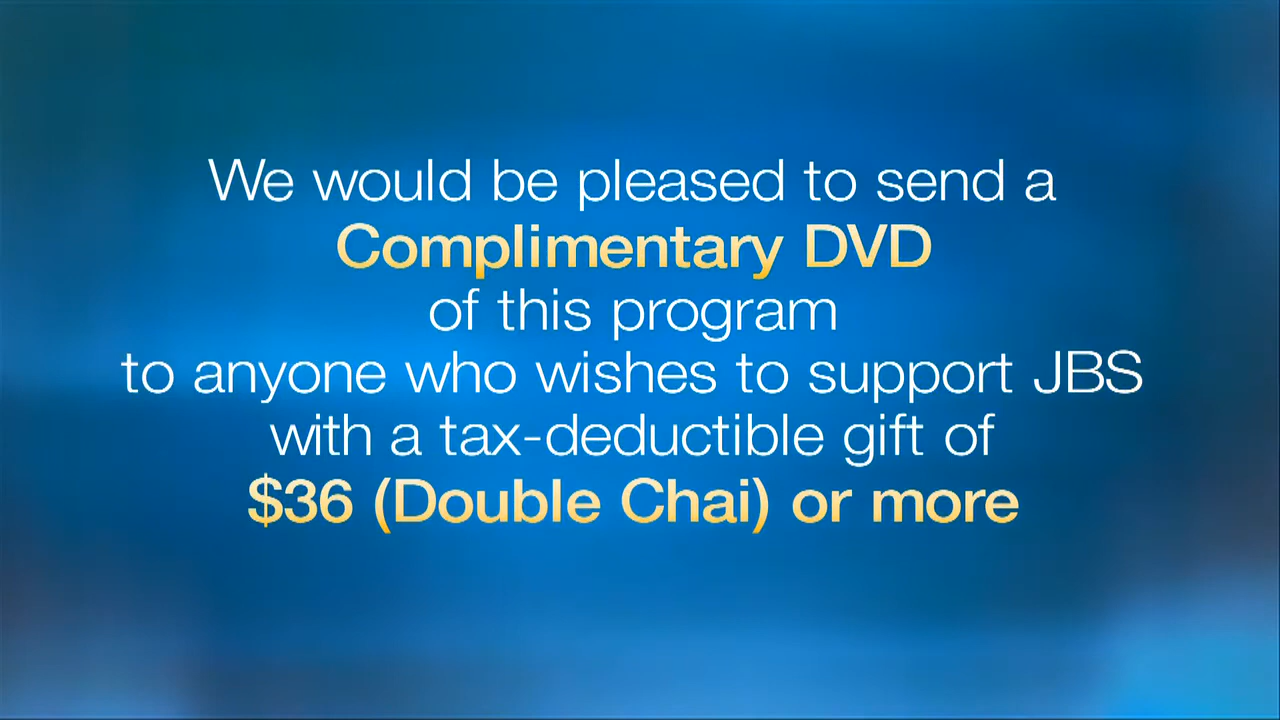 We would be pleased to send a
Complimentary DVD
of this program
to anyone who wishes to support JBS
with a tax-deductible gift of
$36 (Double Chai) or more